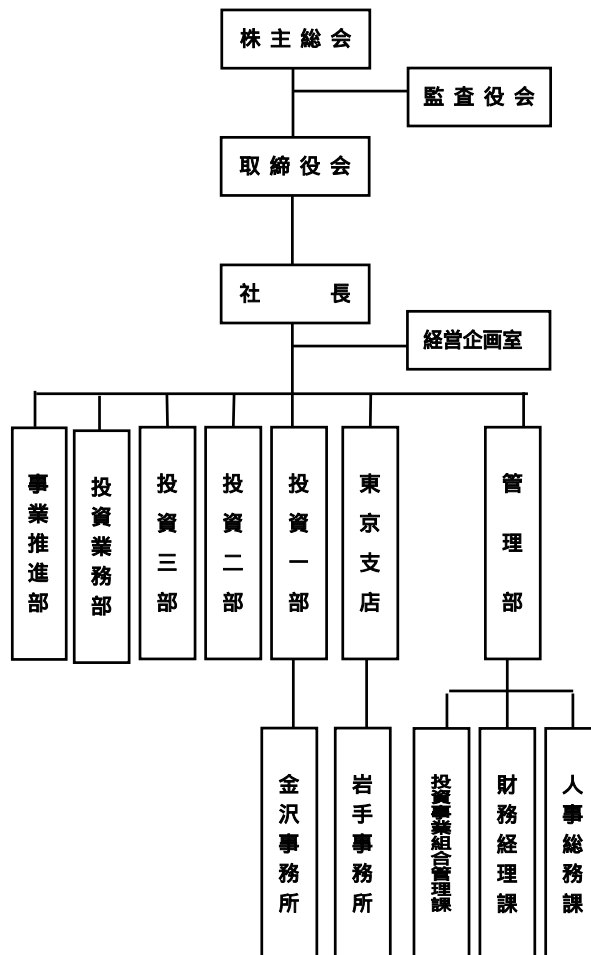 株主総会
監査役会
取締役会
社長
経営企画室
事業推進部
投資業務部
投資三部
投資二部
投資一部
東京支店
管理部
金沢事務所
岩手事務所
投資事業組合管理課
財務経理課
人事総務課